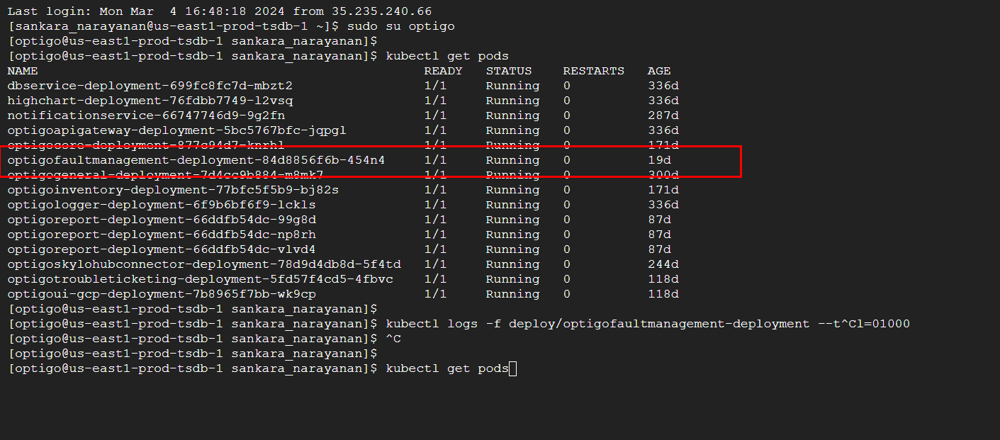 Last login: Mon Mar  4 16:48:18 2024 from 35.235.240.66
[sankara_narayanan@us-east1-prod-tsdb-1 ~]$ sudo su optigo
[optigo@us-east1-prod-tsdb-1 sankara_narayanan]$
[optigo@us-east1-prod-tsdb-1 sankara_narayanan]$ kubectl get pods
NAME READY STATUS RESTARTS AGE
dbservice-deployment-699fc8fc7d-mbzt2 1/1 Running 0 336d
highchart-deployment-76fdbb7749-l2vsq 1/1 Running 0 336d
notificationservice-66747746d9-9g2fn 1/1 Running 0 287d
optigoapigateway-deployment-5bc5767bfc-jqpgl 1/1 Running 0 336d
optigocore-deployment-877c94d7-knrhl 1/1 Running 0 171d
optigofaultmanagement-deployment-84d8856f6b-454n4 1/1 Running 0 19d
optigogeneral-deployment-7d4cc9b884-m8mk7 1/1 Running 0 300d
optigoinventory-deployment-77bfc5f5b9-bj82s 1/1 Running 0 171d
optigologger-deployment-6f9b6bf6f9-lckls 1/1 Running 0 336d
optigoreport-deployment-66ddfb54dc-99g8d 1/1 Running 0 87d
optigoreport-deployment-66ddfb54dc-np8rh 1/1 Running 0 87d
optigoreport-deployment-66ddfb54dc-vlvd4 1/1 Running 0 87d
optigoskylohubconnector-deployment-78d9d4db8d-5f4td 1/1 Running 0 244d
optigotroubleticketing-deployment-5fd57f4cd5-4fbvc 1/1 Running 0 118d
optigoui-gcp-deployment-7b8965f7bb-wk9cp 1/1 Running 0 118d
[optigo@us-east1-prod-tsdb-1 sankara_narayanan]$
[optigo@us-east1-prod-tsdb-1 sankara_narayanan]$ kubectl logs -f deploy/optigofaultmanagement-deployment --t^Cl=01000
[optigo@us-east1-prod-tsdb-1 sankara_narayanan]$ ^C
[optigo@us-east1-prod-tsdb-1 sankara_narayanan]$
[optigo@us-east1-prod-tsdb-1 sankara_narayanan]$ kubectl get pods